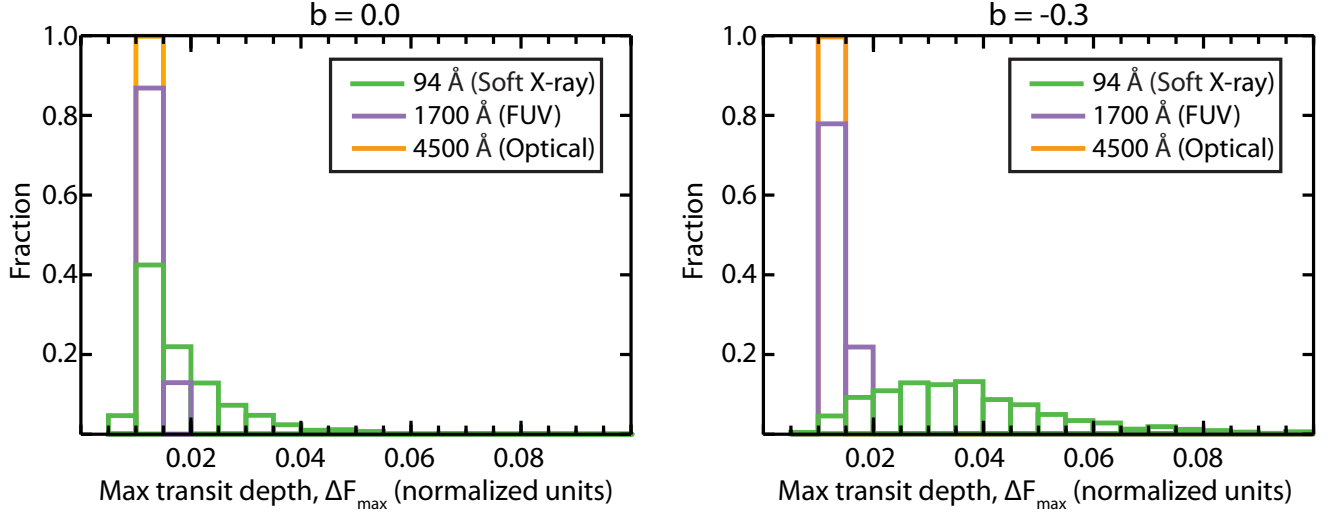 b = 0.0
1.0
0.8
0.6
0.4
0.2
Fraction
94 Å (Soft X-ray)
1700 Å (FUV)
4500 Å (Optical)
0.02 0.04 0.06 0.08
Max transit depth, ΔFmax (normalized units)
b = -0.3
1.0
0.8
0.6
0.4
0.2
Fraction
94 Å (Soft X-ray)
1700 Å (FUV)
4500 Å (Optical)
0.02 0.04 0.06 0.08
Max transit depth, ΔFmax (normalized units)